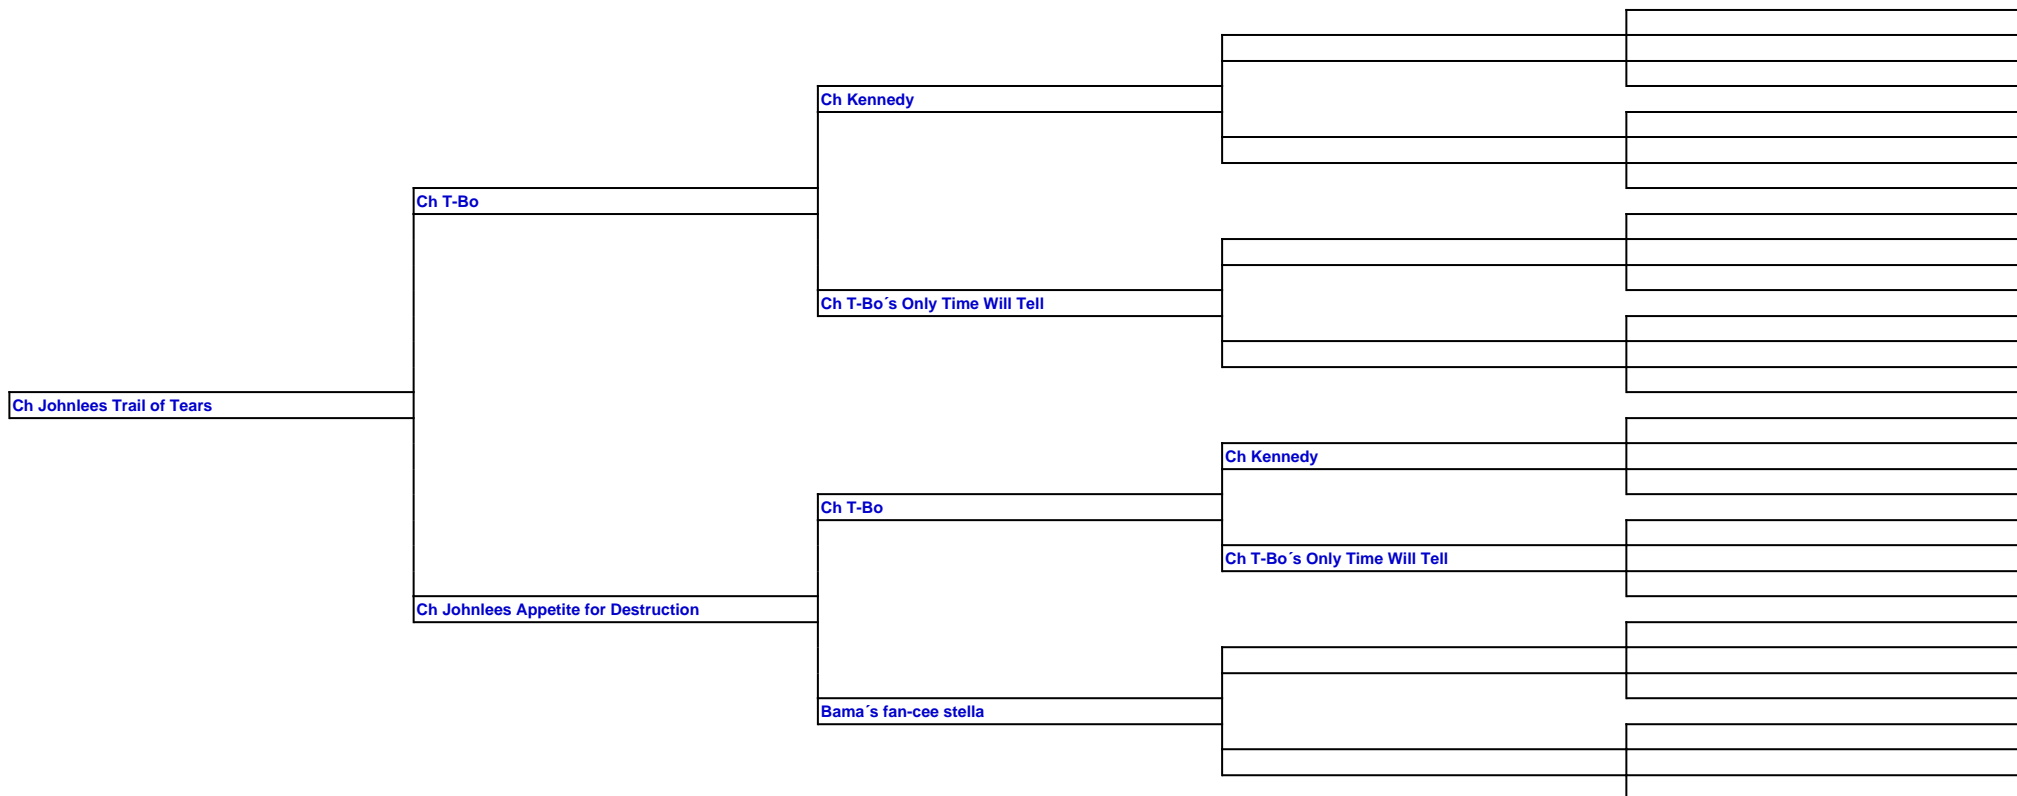 Ch Kennedy
Ch T-Bo
Ch T-Bo´s Only Time Will Tell
Ch Johnlees Trail of Tears
Ch Kennedy
Ch T-Bo
Ch T-Bo´s Only Time Will Tell
Ch Johnlees Appetite for Destruction
Bama´s fan-cee stella